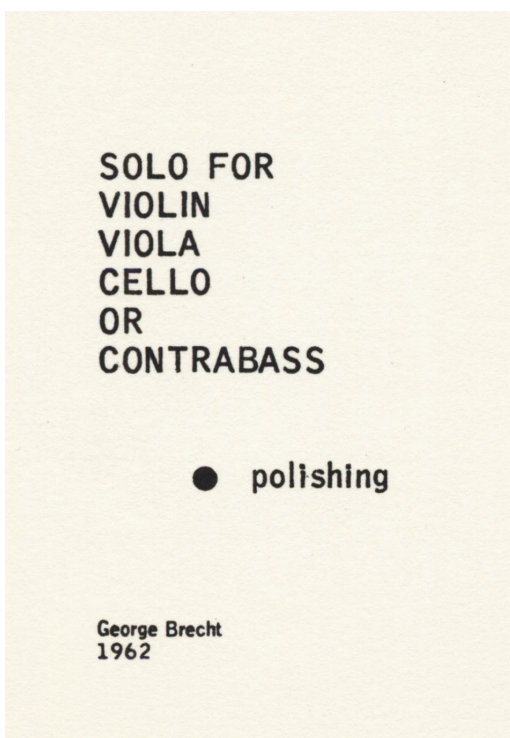 SOLO FOR
VIOLIN
VIOLA
CELLO
OR
CONTRABASS
● polishing
George Brecht
1962